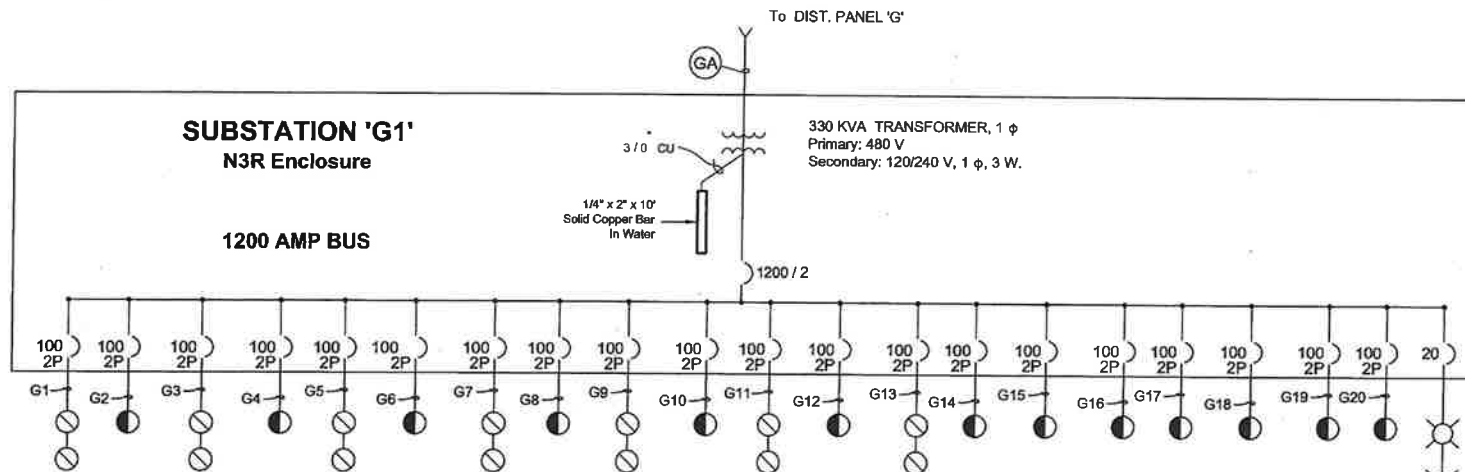 To DIST. PANEL 'G'
GA
SUBSTATION 'G1'
N3R Enclosure
3/0 CU
330 KVA TRANSFORMER, 1 φ
Primary: 480 V
Secondary: 120/240 V, 1 φ, 3 W.
1/4" x 2" x 10'
Solid Copper Bar
In Water
1200 AMP BUS
1200 / 2
100 100 100 100 100 100 100 100 100 100 100 100 100 100 100 100 100 100 100 100 20
2P 2P 2P 2P 2P 2P 2P 2P 2P 2P 2P 2P 2P 2P 2P 2P 2P 2P 2P 2P
G1 G2 G3 G4 G5 G6 G7 G8 G9 G10 G11 G12 G13 G14 G15 G16 G17 G18 G19 G20